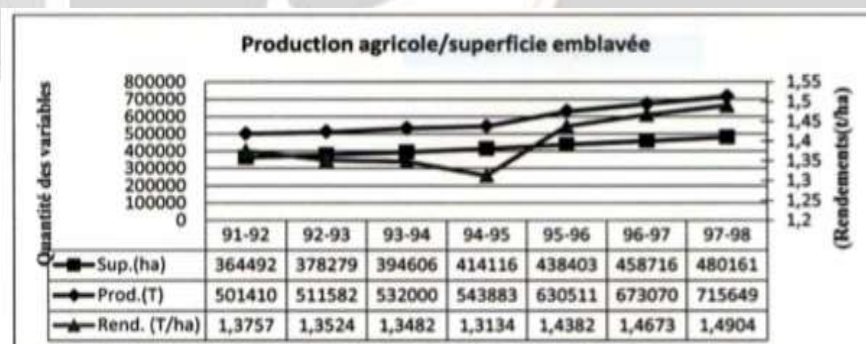 Production agricole/superficie emblavée
Quantité des variables
800000
700000
600000
500000
400000
300000
200000
100000
0
1,55
1,5
1,45
1,4
1,35
1,3
1,25
1,2
(Rendements(t/ha)
91-92 92-93 93-94 94-95 95-96 96-97 97-98
Sup.(ha) 364492 378279 394606 414116 438403 458716 480161
Prod.(T) 501410 511582 532000 543883 630511 673070 715649
Rend. (T/ha) 1,3757 1,3524 1,3482 1,3134 1,4382 1,4673 1,4904